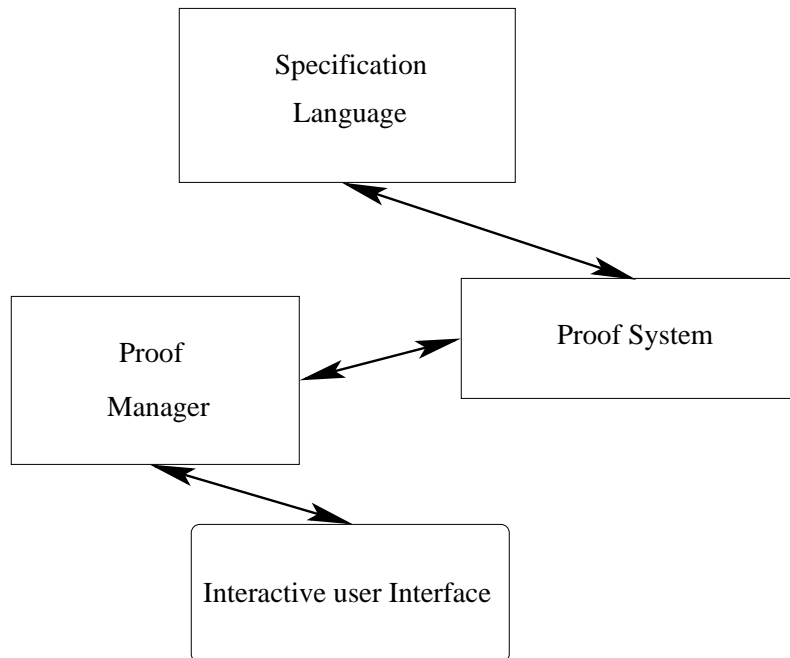 Specification
Language
Proof System
Proof
Manager
Interactive user Interface